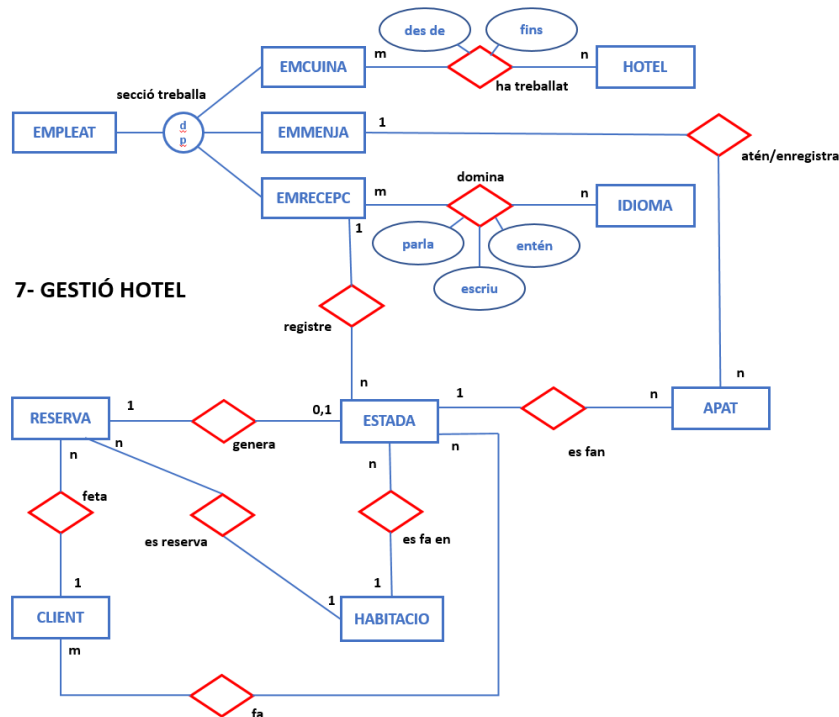 des de
fins
EMCUINA
m
n
HOTEL
ha treballat
secció treballa
EMPLEAT
d
p
EMMENJA
1
atén/enregistra
domina
EMRECEPC
m
n
IDIOMA
1
parla
entén
escriu
7- GESTIÓ HOTEL
registre
n
n
RESERVA
1
genera
0,1
ESTADA
1
n
es fan
APAT
n
n
n
n
feta
es reserva
es fa en
1
1
1
CLIENT
HABITACIO
m
fa